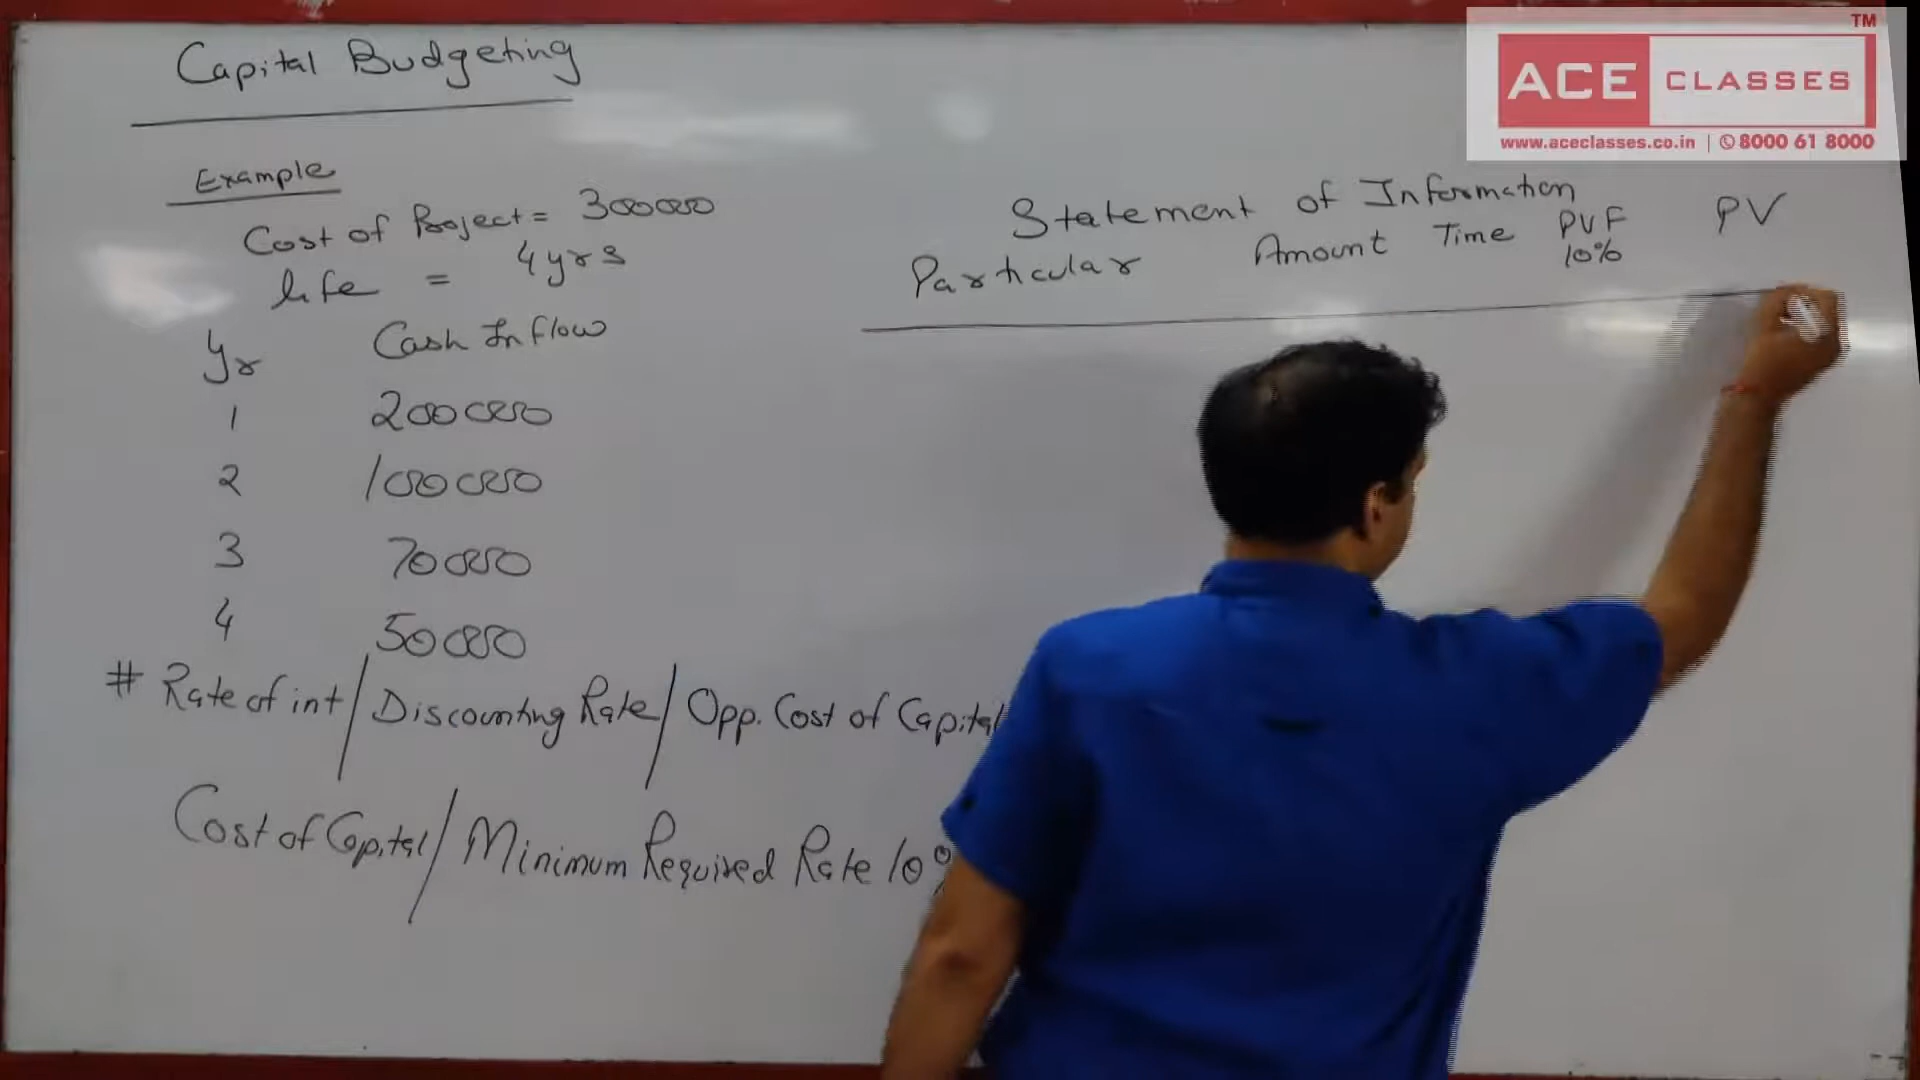 Capital Budgeting
Example
Cost of Project = 300000
life = 4 yrs
Yr Cash Inflow
1 200000
2 100000
3 70000
4 50000
# Rate of int / Discounting Rate / Opp. Cost of Capital
Cost of Capital / Minimum Required Rate 10%
Statement of Information
Particular Amount Time PVF PV
10%
TM
ACE CLASSES
www.aceclasses.co.in | 8000 61 8000